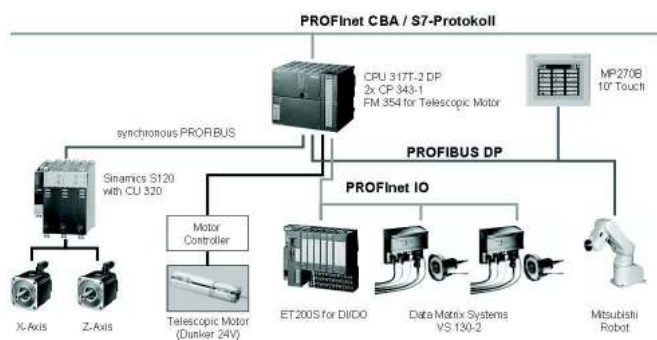 PROFInet CBA / S7-Protokoll
CPU 317T-2 DP
2x CP 343-1
FM 354 for Telescopic Motor
MP270B
10" Touch
synchronous PROFIBUS
PROFIBUS DP
Sinamics S120
with CU 320
PROFInet IO
Motor
Controller
X-Axis
Z-Axis
Telescopic Motor
(Dunker 24V)
ET200S for DI/DO
Data Matrix Systems
VS 130-2
Mitsubishi
Robot